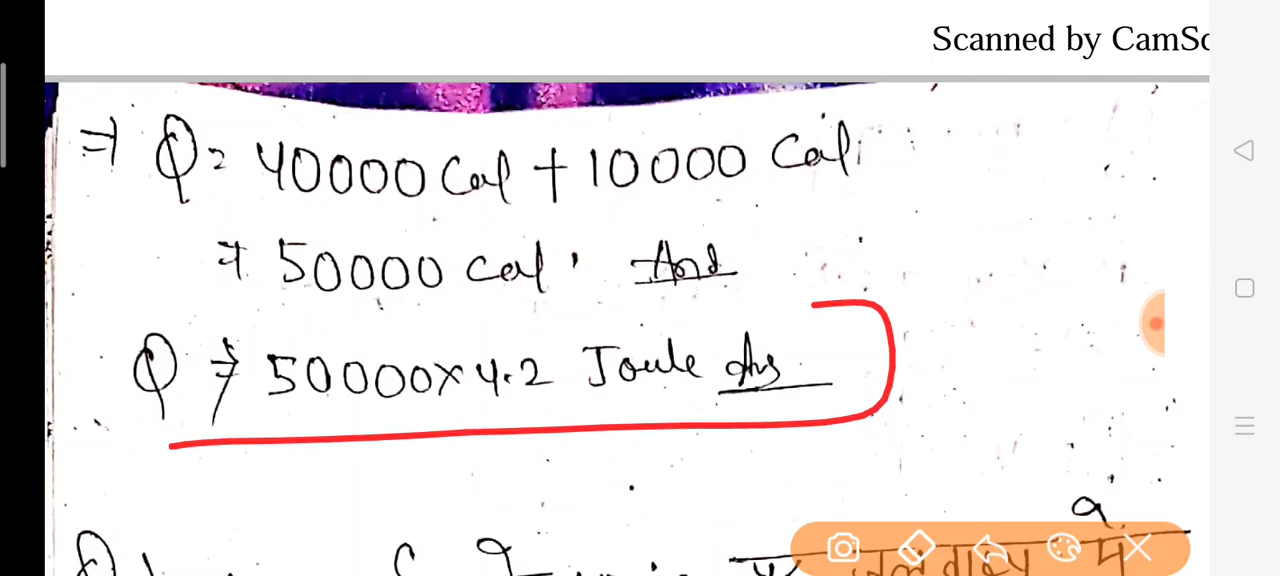 Scanned by CamSc
⇒ Q = 40000 Cal + 10000 Cal
⇒ 50000 Cal. Ans
Q ⇒ 50000 × 4.2 Joule Ans